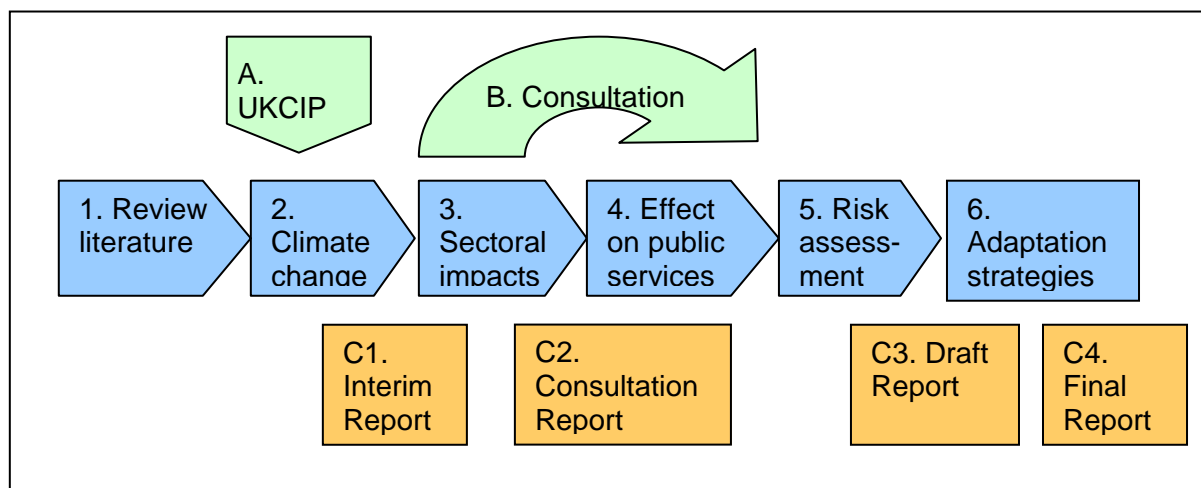 A.
UKCIP
B. Consultation
1. Review
literature
2.
Climate
change
3.
Sectoral
impacts
4. Effect
on public
services
5. Risk
assess-
ment
6.
Adaptation
strategies
C1.
Interim
Report
C2.
Consultation
Report
C3. Draft
Report
C4.
Final
Report